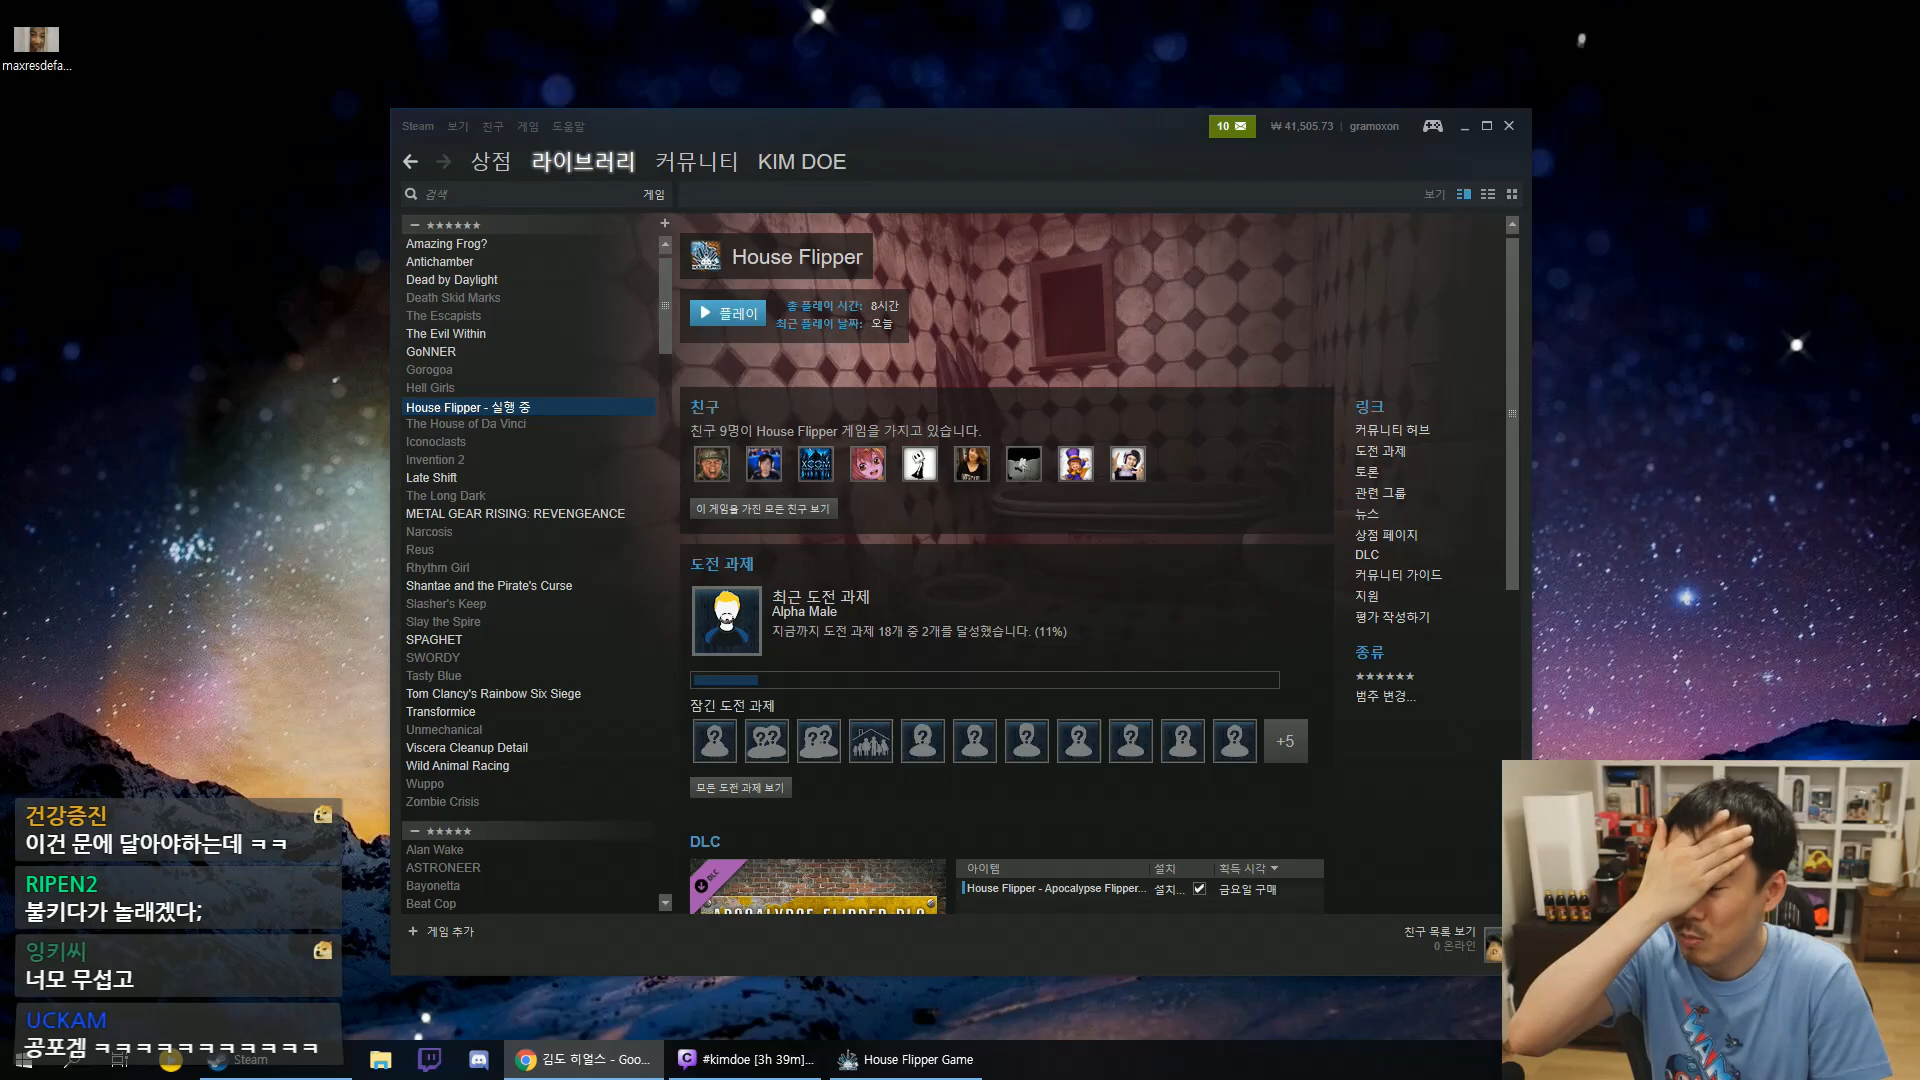 maxresdefa...
Steam 보기 친구 게임 도움말
10
₩ 41,505.73 | gramoxon
상점 라이브러리 커뮤니티 KIM DOE
검색 게임
보기
— ★★★★★★
Amazing Frog?
Antichamber
Dead by Daylight
Death Skid Marks
The Escapists
The Evil Within
GoNNER
Gorogoa
Hell Girls
House Flipper - 실행 중
The House of Da Vinci
Iconoclasts
Invention 2
Late Shift
The Long Dark
METAL GEAR RISING: REVENGEANCE
Narcosis
Reus
Rhythm Girl
Shantae and the Pirate's Curse
Slasher's Keep
Slay the Spire
SPAGHET
SWORDY
Tasty Blue
Tom Clancy's Rainbow Six Siege
Transformice
Unmechanical
Viscera Cleanup Detail
Wild Animal Racing
Wuppo
Zombie Crisis
— ★★★★★
Alan Wake
ASTRONEER
Bayonetta
Beat Cop
+ 게임 추가
House Flipper
플레이
총 플레이 시간: 8시간
최근 플레이 날짜: 오늘
친구
친구 9명이 House Flipper 게임을 가지고 있습니다.
XCOM
이 게임을 가진 모든 친구 보기
도전 과제
최근 도전 과제
Alpha Male
지금까지 도전 과제 18개 중 2개를 달성했습니다. (11%)
잠긴 도전 과제
+5
모든 도전 과제 보기
DLC
DLC
APOCALYPSE FLIPPER DLC
아이템 설치 획득 시각
House Flipper - Apocalypse Flipper... 설치... 금요일 구매
링크
커뮤니티 허브
도전 과제
토론
관련 그룹
뉴스
상점 페이지
DLC
커뮤니티 가이드
지원
평가 작성하기
종류
★★★★★★
범주 변경...
친구 목록 보기
0 온라인
건강증진
이건 문에 달아야하는데 ㅋㅋ
RIPEN2
불키다가 놀래겠다;
잉키씨
너모 무섭고
UCKAM
공포겜 ㅋㅋㅋㅋㅋㅋㅋㅋㅋㅋㅋ
Steam
김도 히얼스 - Goo...
#kimdoe [3h 39m]...
House Flipper Game